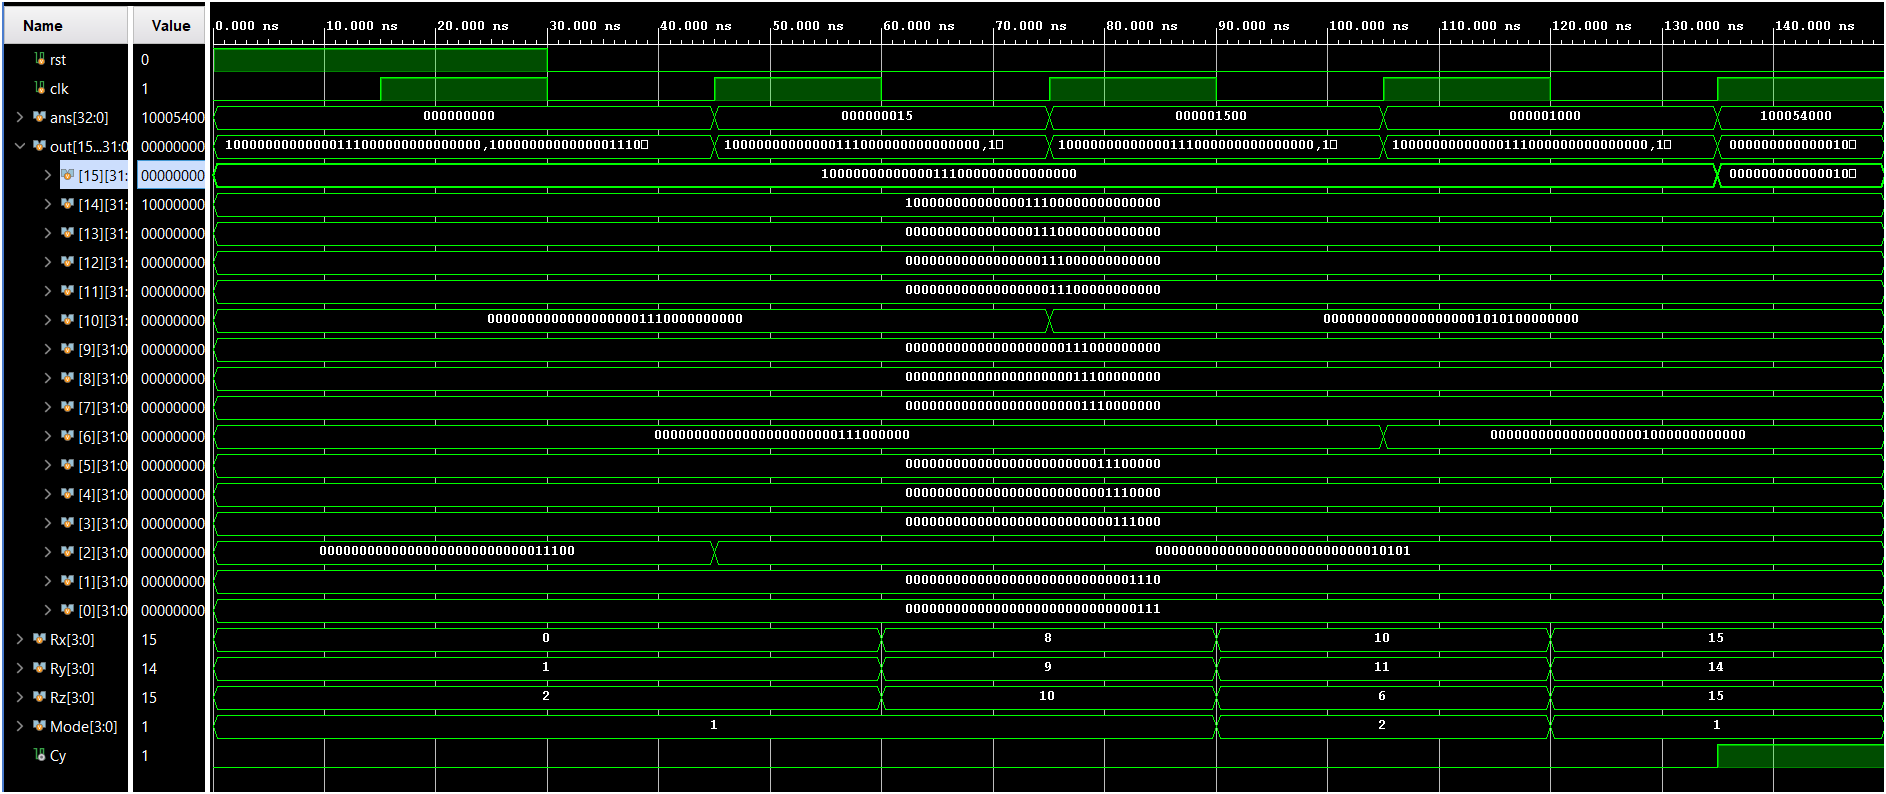 Name Value 0.000 ns 10.000 ns 20.000 ns 30.000 ns 40.000 ns 50.000 ns 60.000 ns 70.000 ns 80.000 ns 90.000 ns 100.000 ns 110.000 ns 120.000 ns 130.000 ns 140.000 ns
rst 0
clk 1
ans[32:0] 10005400 000000000 000000015 000001500 000001000 100054000
out[15...31:0 00000000 10000000000000111000000000000000,1000000000000001110□ 10000000000000111000000000000000,1□ 10000000000000111000000000000000,1□ 10000000000000111000000000000000,1□ 000000000000010□
[15][31: 00000000 10000000000000111000000000000000 000000000000010□
[14][31: 10000000 10000000000000011100000000000000
[13][31: 00000000 00000000000000001110000000000000
[12][31: 00000000 00000000000000000111000000000000
[11][31: 00000000 00000000000000000011100000000000
[10][31: 00000000 00000000000000000001110000000000 00000000000000000001010100000000
[9][31:0 00000000 00000000000000000000111000000000
[8][31:0 00000000 00000000000000000000011100000000
[7][31:0 00000000 00000000000000000000001110000000
[6][31:0 00000000 00000000000000000000000111000000 00000000000000000001000000000000
[5][31:0 00000000 00000000000000000000000011100000
[4][31:0 00000000 00000000000000000000000001110000
[3][31:0 00000000 00000000000000000000000000111000
[2][31:0 00000000 00000000000000000000000000011100 00000000000000000000000000010101
[1][31:0 00000000 00000000000000000000000000001110
[0][31:0 00000000 00000000000000000000000000000111
Rx[3:0] 15 0 8 10 15
Ry[3:0] 14 1 9 11 14
Rz[3:0] 15 2 10 6 15
Mode[3:0] 1 1 2 1
Cy 1